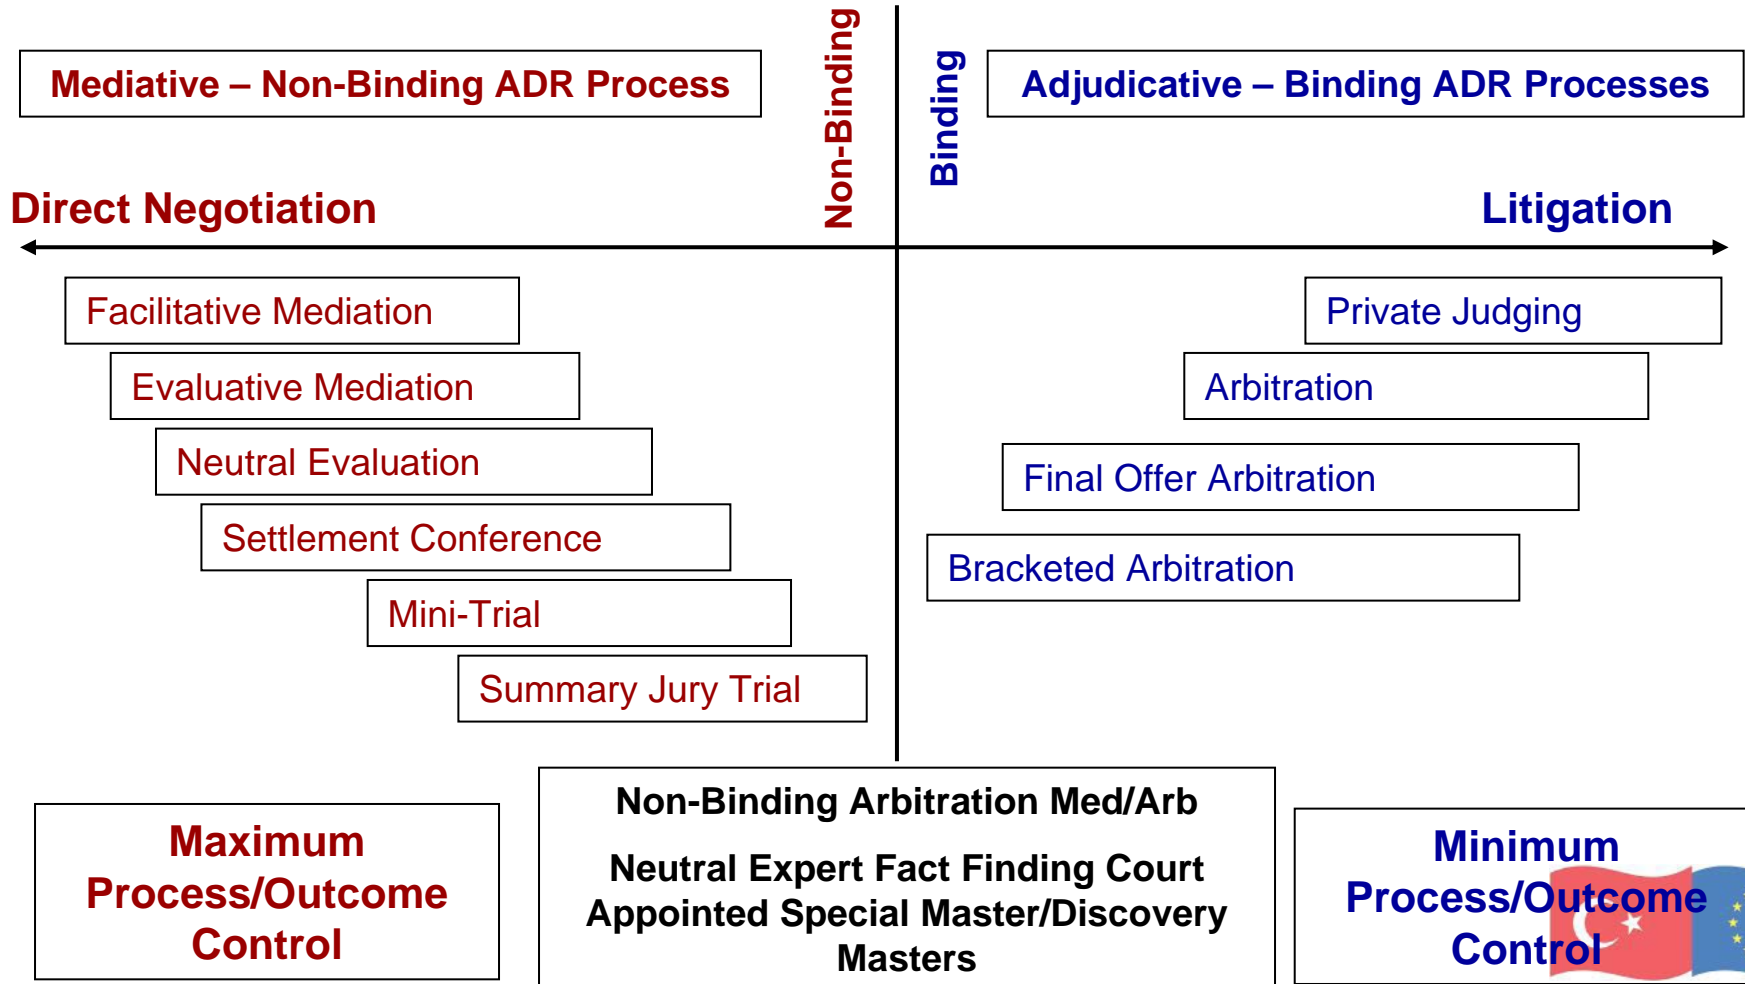 Mediative – Non-Binding ADR Process
Non-Binding
Binding
Adjudicative – Binding ADR Processes
Direct Negotiation
Litigation
Facilitative Mediation
Evaluative Mediation
Neutral Evaluation
Settlement Conference
Mini-Trial
Summary Jury Trial
Private Judging
Arbitration
Final Offer Arbitration
Bracketed Arbitration
Maximum
Process/Outcome
Control
Non-Binding Arbitration Med/Arb
Neutral Expert Fact Finding Court
Appointed Special Master/Discovery
Masters
Minimum
Process/Outcome
Control